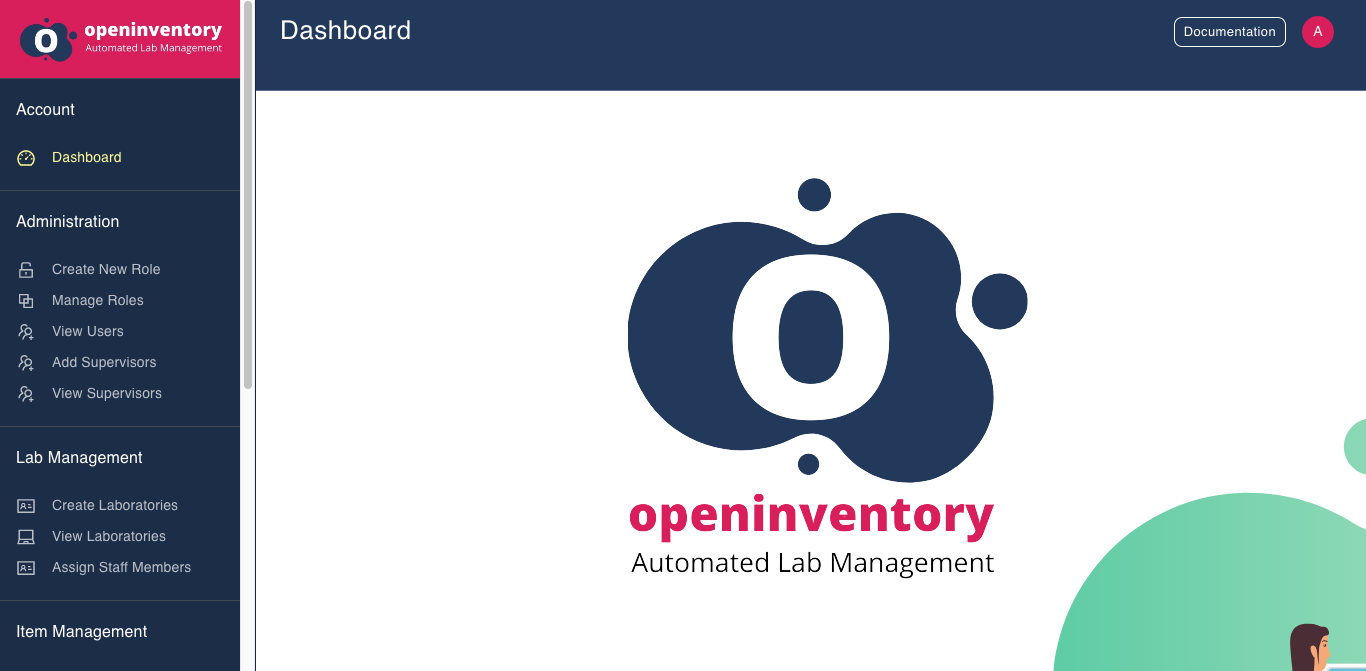 openinventory
Automated Lab Management
Dashboard
Documentation
A
Account
Dashboard
Administration
Create New Role
Manage Roles
View Users
Add Supervisors
View Supervisors
Lab Management
Create Laboratories
View Laboratories
Assign Staff Members
Item Management
openinventory
Automated Lab Management